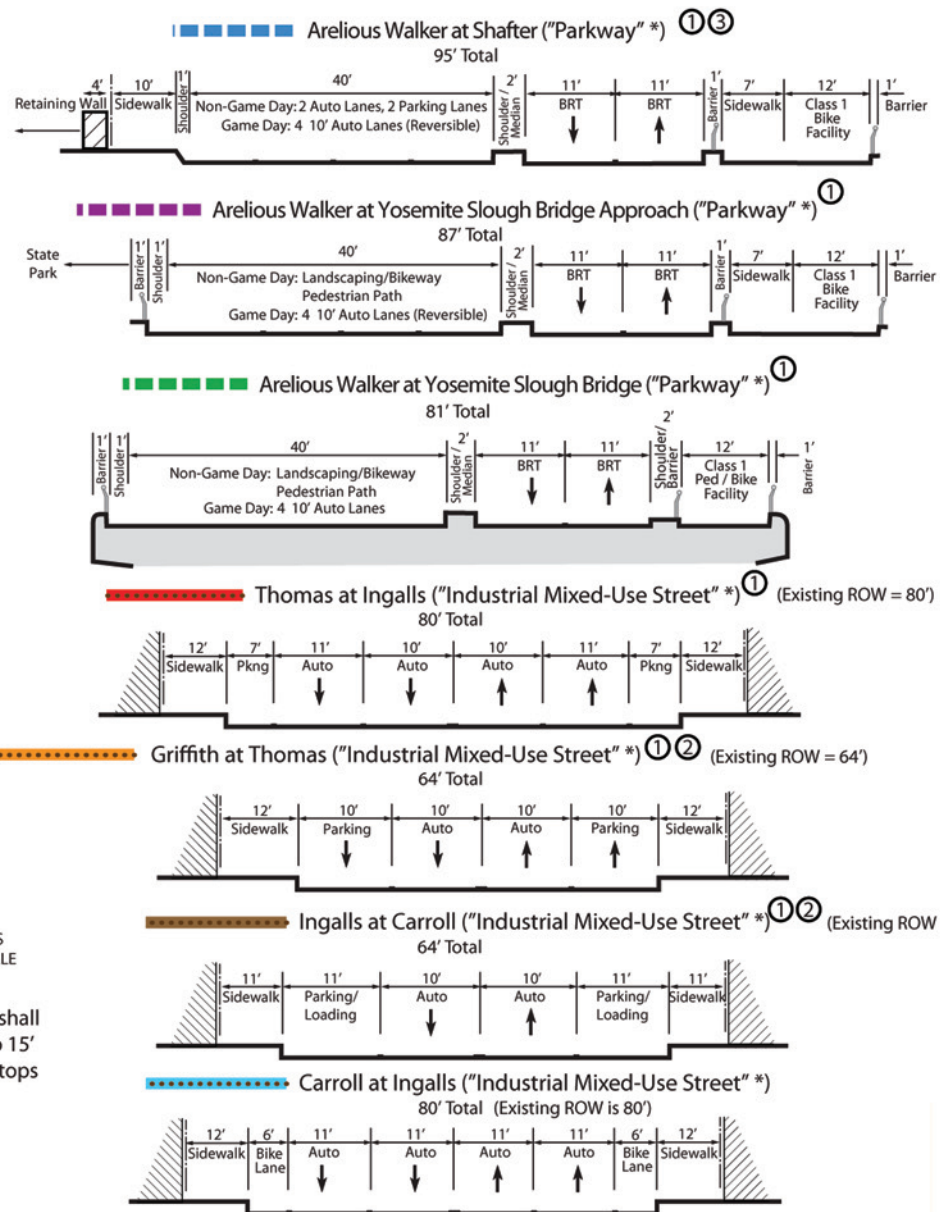 Arelious Walker at Shafter ("Parkway" *) ① ③
95' Total
4' 10' 1' 40' 2' 11' 11' 1' 7' 12' 1'
Retaining Wall Sidewalk Shoulder Non-Game Day: 2 Auto Lanes, 2 Parking Lanes Shoulder / Median BRT BRT Barrier Sidewalk Class 1 Bike Facility Barrier
Game Day: 4 10' Auto Lanes (Reversible)
Arelious Walker at Yosemite Slough Bridge Approach ("Parkway" *) ①
87' Total
State Park
1' 1' 40' 2' 11' 11' 1' 7' 12' 1'
Barrier Shoulder Non-Game Day: Landscaping/Bikeway Shoulder / Median BRT BRT Barrier Sidewalk Class 1 Bike Facility Barrier
Pedestrian Path
Game Day: 4 10' Auto Lanes (Reversible)
Arelious Walker at Yosemite Slough Bridge ("Parkway" *) ①
81' Total
1' 1' 40' 2' 11' 11' 2' 12' 1'
Barrier Shoulder Non-Game Day: Landscaping/Bikeway Shoulder / Median BRT BRT Shoulder/ Barrier Class 1 Ped / Bike Facility Barrier
Pedestrian Path
Game Day: 4 10' Auto Lanes
Thomas at Ingalls ("Industrial Mixed-Use Street" *) ① (Existing ROW = 80')
80' Total
12' 7' 11' 10' 10' 11' 7' 12'
Sidewalk Pkng Auto Auto Auto Auto Pkng Sidewalk
Griffith at Thomas ("Industrial Mixed-Use Street" *) ① ② (Existing ROW = 64')
64' Total
12' 10' 10' 10' 10' 12'
Sidewalk Parking Auto Auto Parking Sidewalk
Ingalls at Carroll ("Industrial Mixed-Use Street" *) ① ② (Existing ROW
64' Total
11' 11' 10' 10' 11' 11'
Sidewalk Parking/ Loading Auto Auto Parking/ Loading Sidewalk
S
LE
shall
o 15'
tops
Carroll at Ingalls ("Industrial Mixed-Use Street" *)
80' Total (Existing ROW is 80')
12' 6' 11' 11' 11' 11' 6' 12'
Sidewalk Bike Lane Auto Auto Auto Auto Bike Lane Sidewalk